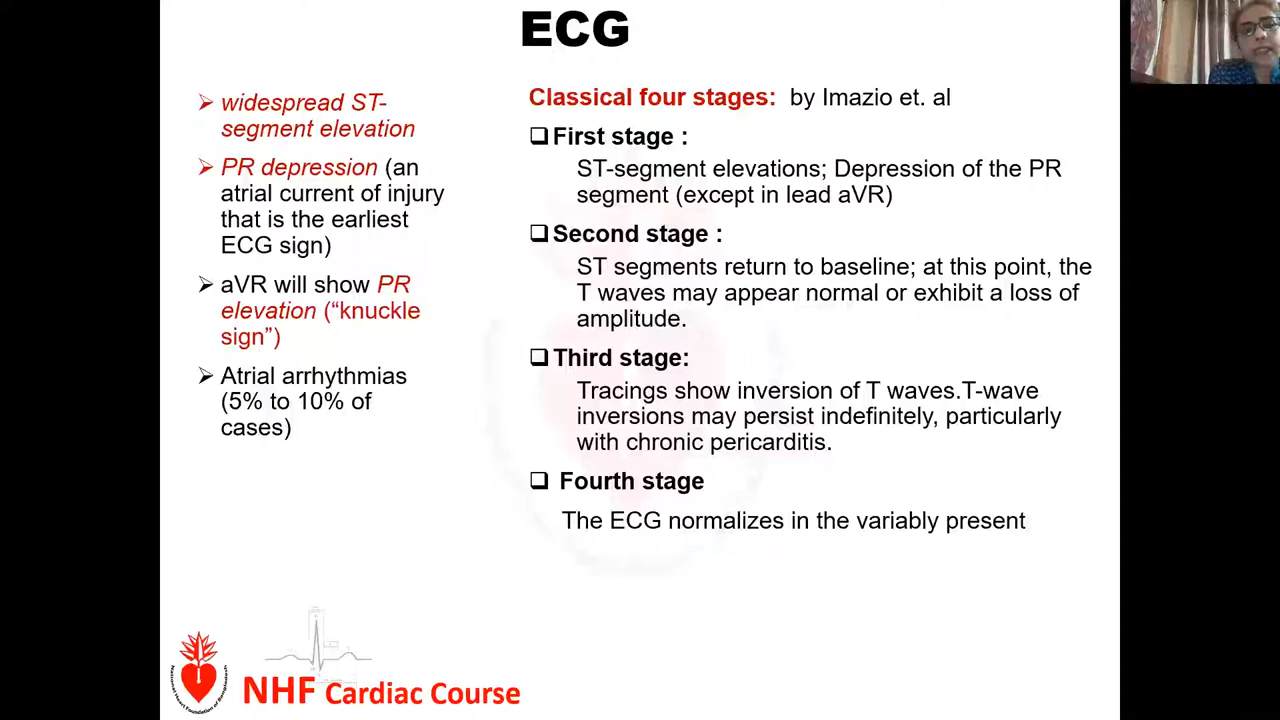 ECG
➢ widespread ST-
segment elevation
➢ PR depression (an
atrial current of injury
that is the earliest
ECG sign)
➢ aVR will show PR
elevation (“knuckle
sign”)
➢ Atrial arrhythmias
(5% to 10% of
cases)
Classical four stages: by Imazio et. al
❑First stage :
ST-segment elevations; Depression of the PR
segment (except in lead aVR)
❑Second stage :
ST segments return to baseline; at this point, the
T waves may appear normal or exhibit a loss of
amplitude.
❑Third stage:
Tracings show inversion of T waves.T-wave
inversions may persist indefinitely, particularly
with chronic pericarditis.
❑ Fourth stage
The ECG normalizes in the variably present
National Heart Foundation of Bangladesh
NHF Cardiac Course